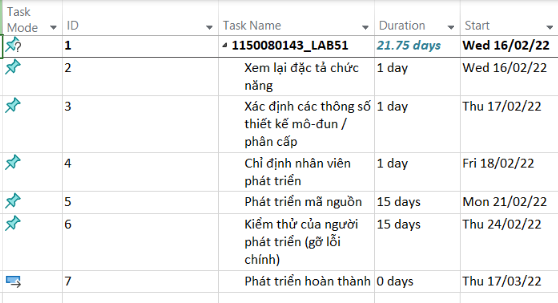 Task Mode ID Task Name Duration Start
1 1150080143_LAB51 21.75 days Wed 16/02/22
2 Xem lại đặc tả chức 1 day Wed 16/02/22
năng
3 Xác định các thông số 1 day Thu 17/02/22
thiết kế mô-đun /
phân cấp
4 Chỉ định nhân viên 1 day Fri 18/02/22
phát triển
5 Phát triển mã nguồn 15 days Mon 21/02/22
6 Kiểm thử của người 15 days Thu 24/02/22
phát triển (gỡ lỗi
chính)
7 Phát triển hoàn thành 0 days Thu 17/03/22